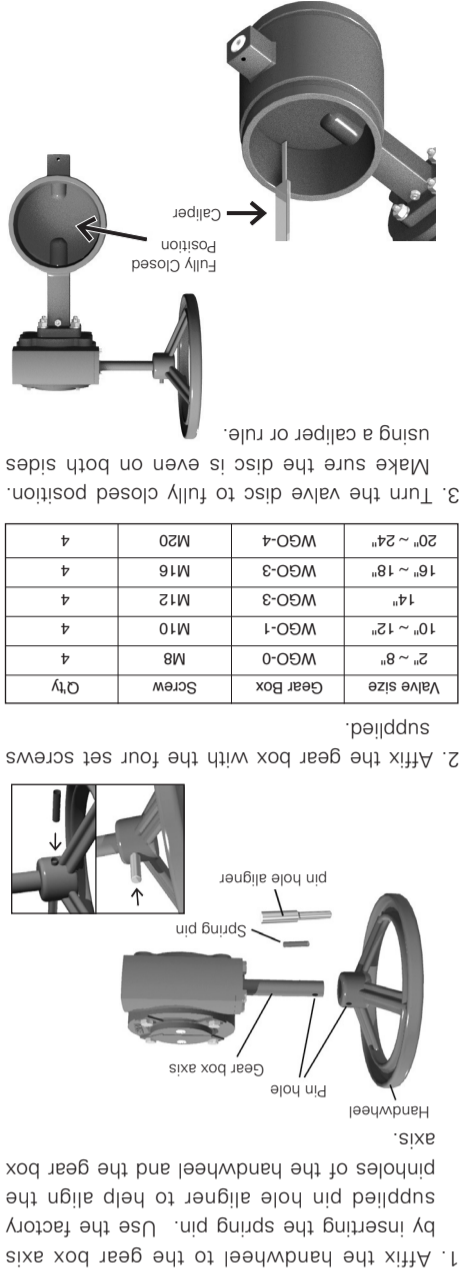 1. Affix the handwheel to the gear box axis
by inserting the spring pin. Use the factory
supplied pin hole aligner to help align the
pinholes of the handwheel and the gear box
axis.
Handwheel
Pin hole
Gear box axis
Spring pin
pin hole aligner
2. Affix the gear box with the four set screws
supplied.
Valve size Gear Box Screw Q'ty
2" ~ 8" WGO-0 M8 4
10" ~ 12" WGO-1 M10 4
14" WGO-3 M12 4
16" ~ 18" WGO-3 M16 4
20" ~ 24" WGO-4 M20 4
3. Turn the valve disc to fully closed position.
Make sure the disc is even on both sides
using a caliper or rule.
Fully Closed
Position
Caliper